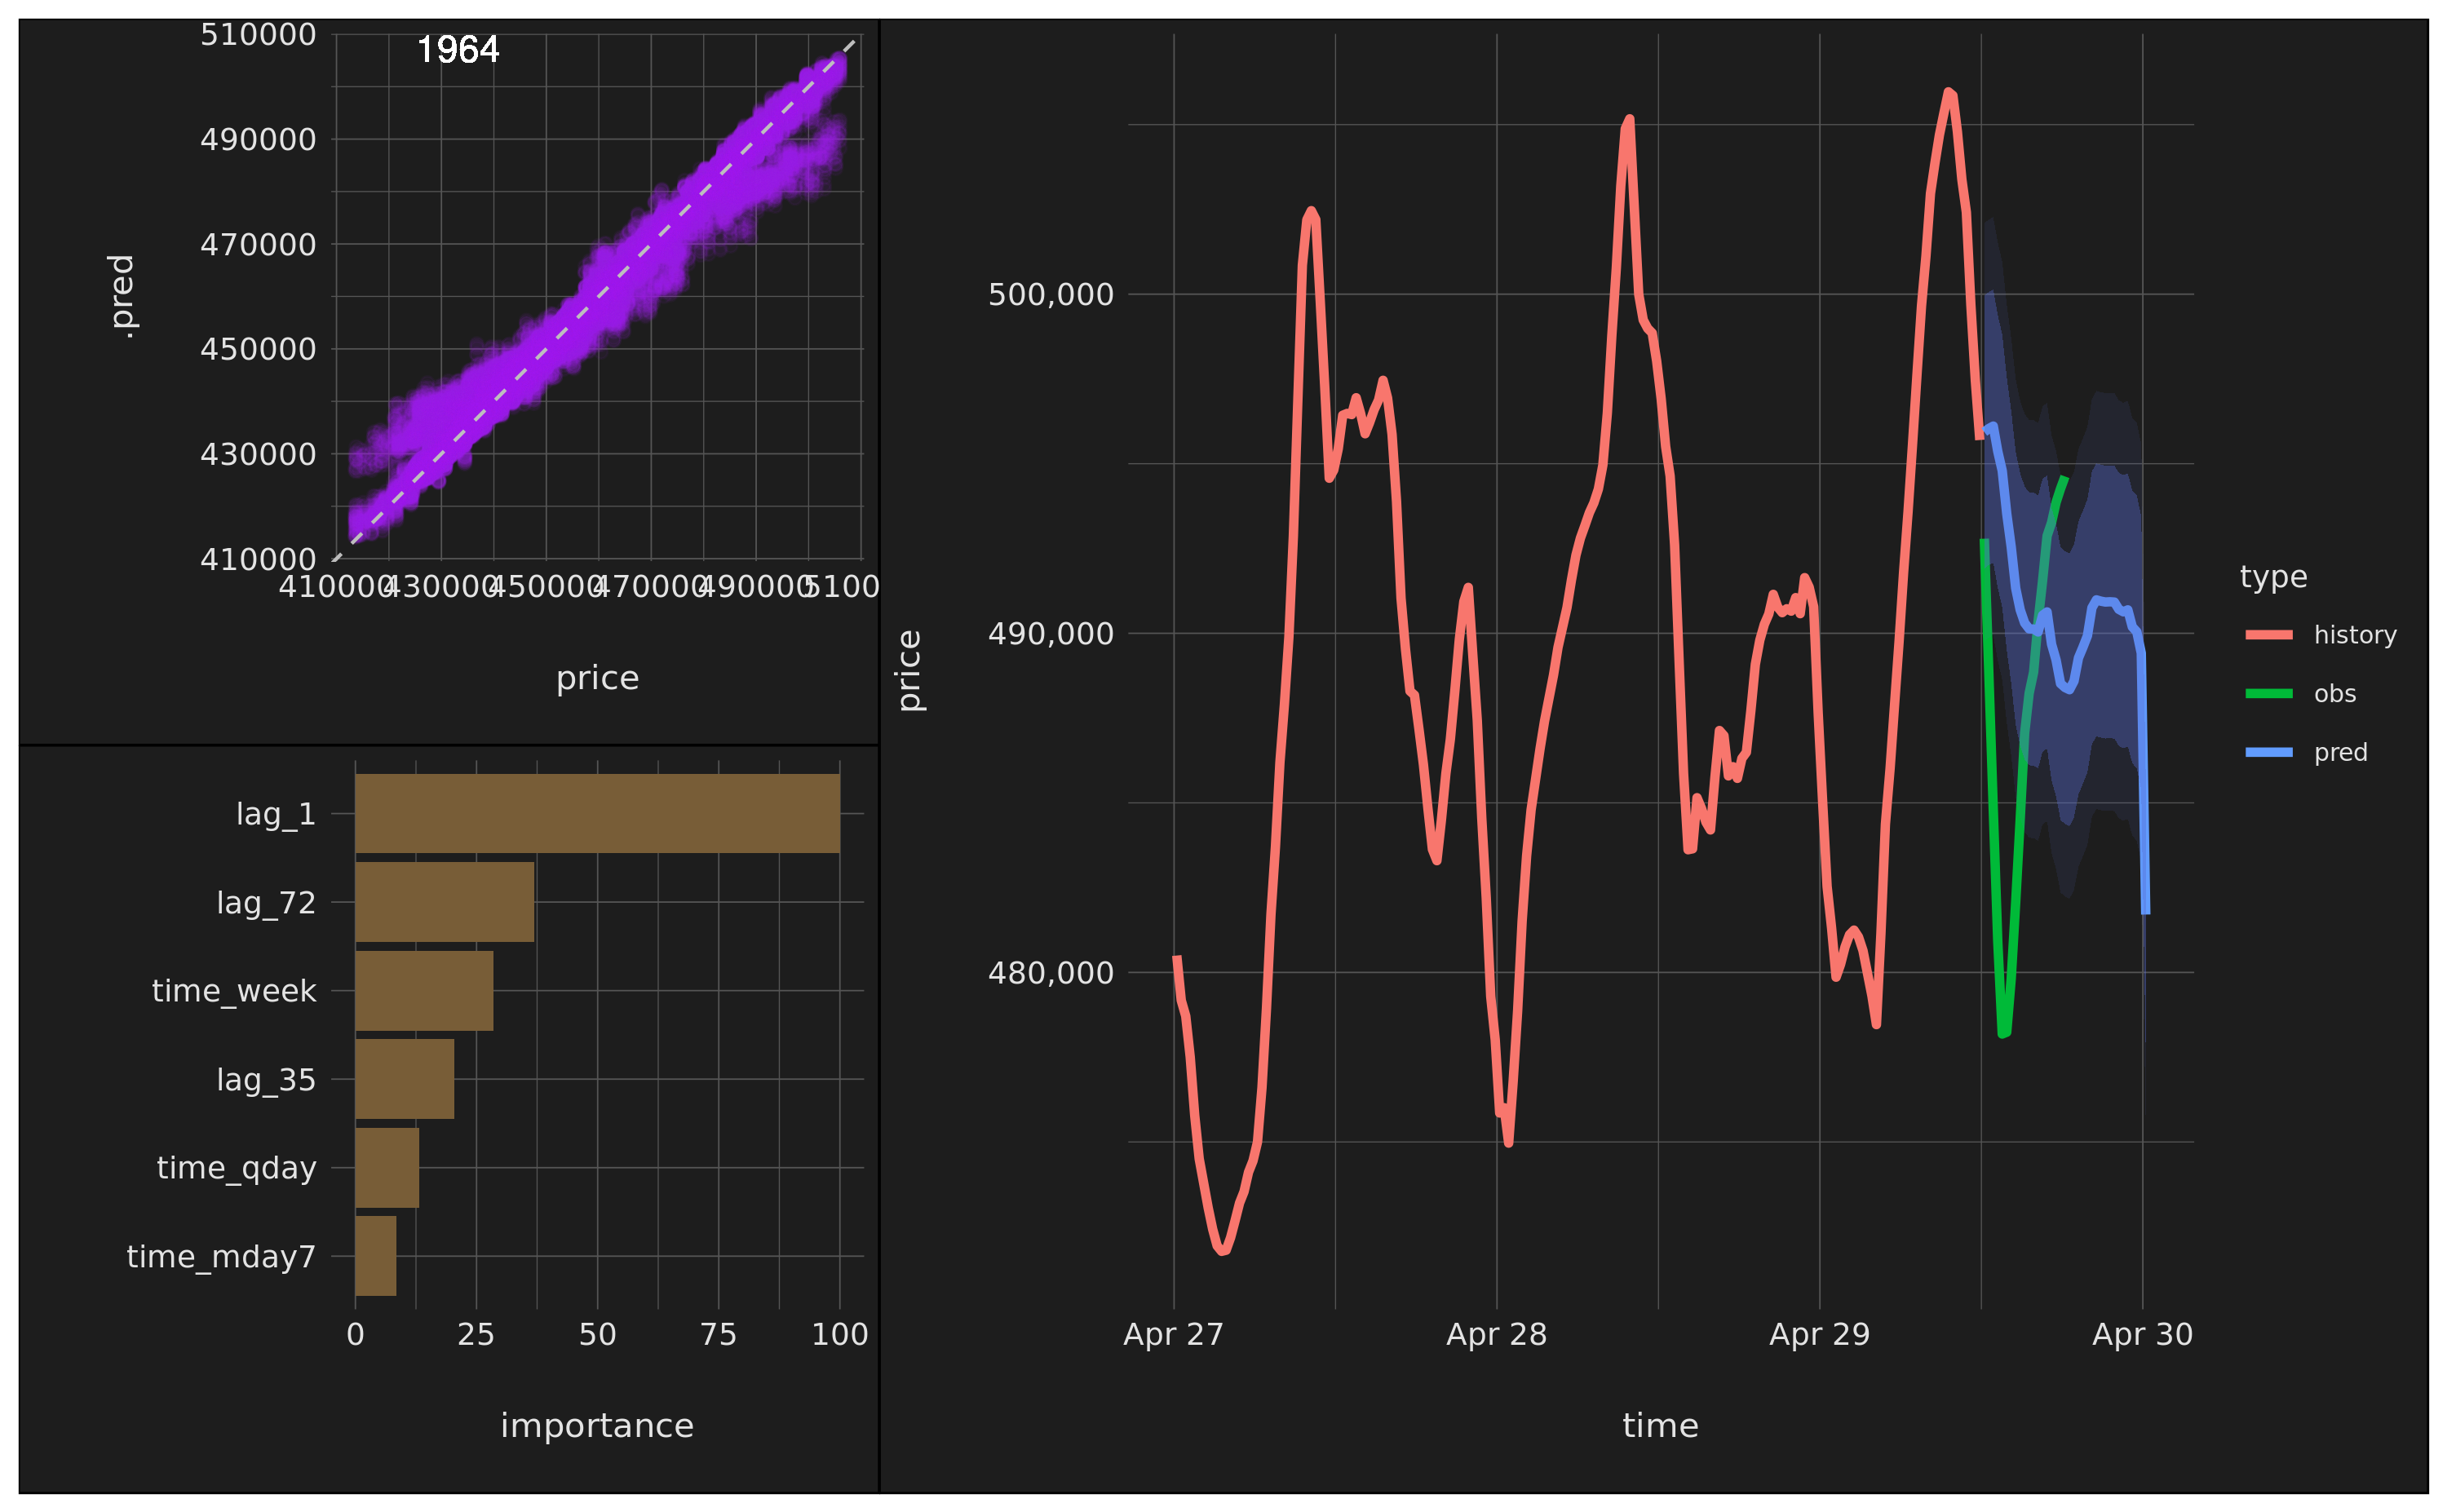 1964
510000
490000
470000
450000
430000
410000
.pred
410000 430000 450000 470000 490000 5100
price
lag_1
lag_72
time_week
lag_35
time_qday
time_mday7
0 25 50 75 100
importance
500,000
490,000
480,000
price
Apr 27 Apr 28 Apr 29 Apr 30
time
type
history
obs
pred